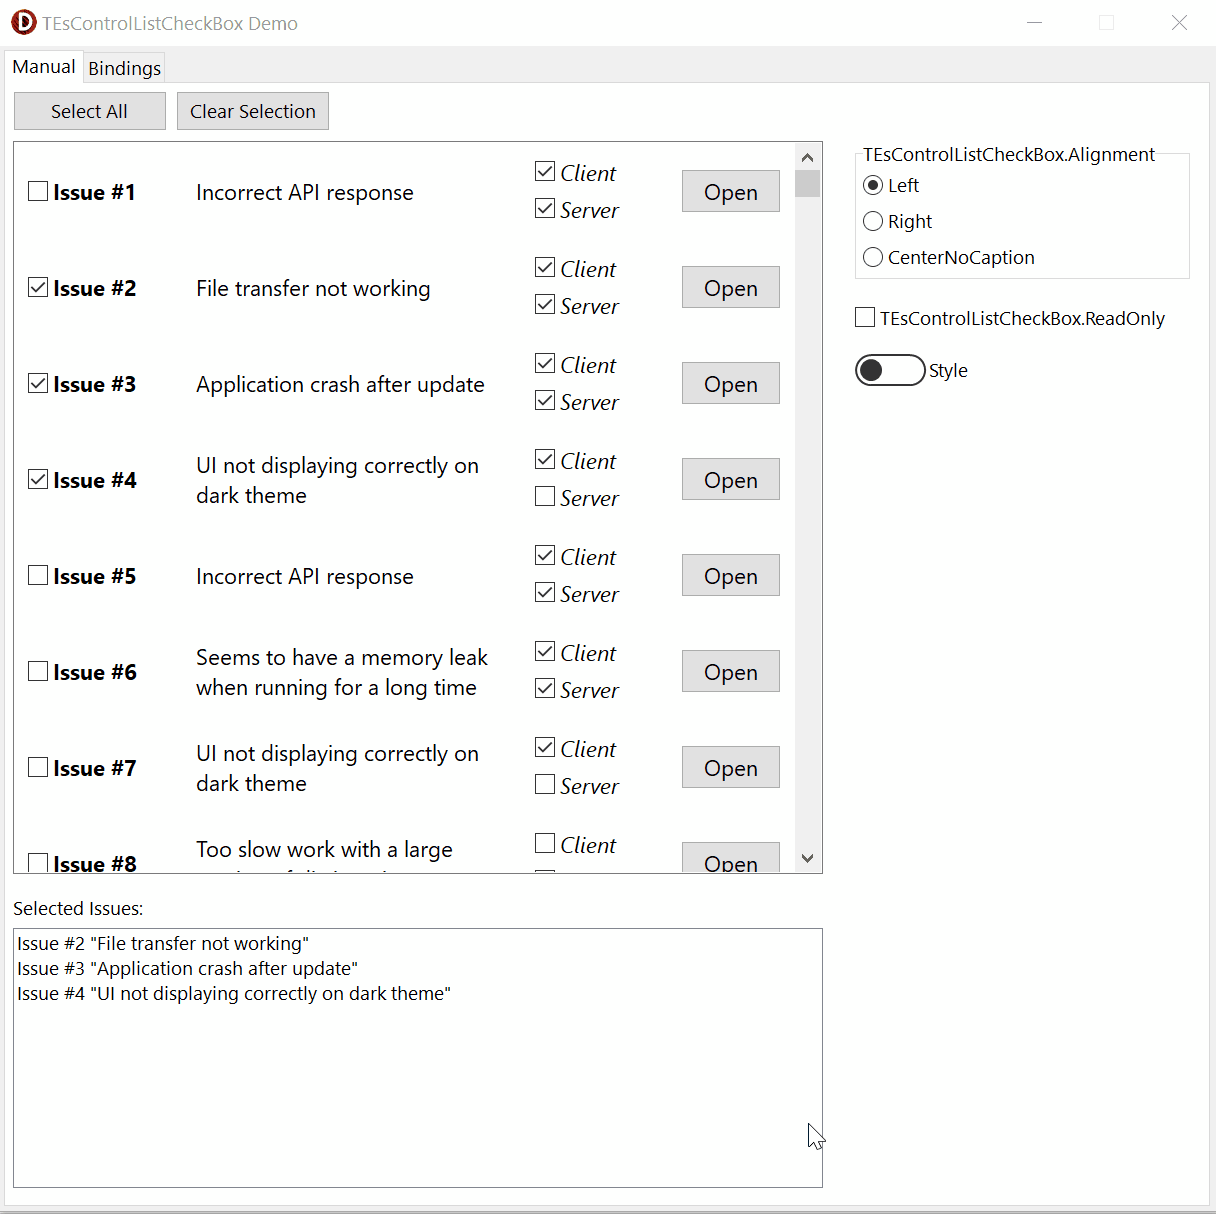 TEsControlListCheckBox Demo
Manual
Bindings
Select All
Clear Selection
Issue #1
Incorrect API response
Client
Server
Open
Issue #2
File transfer not working
Client
Server
Open
Issue #3
Application crash after update
Client
Server
Open
Issue #4
UI not displaying correctly on
dark theme
Client
Server
Open
Issue #5
Incorrect API response
Client
Server
Open
Issue #6
Seems to have a memory leak
when running for a long time
Client
Server
Open
Issue #7
UI not displaying correctly on
dark theme
Client
Server
Open
Issue #8
Too slow work with a large
Client
Open
TEsControlListCheckBox.Alignment
Left
Right
CenterNoCaption
TEsControlListCheckBox.ReadOnly
Style
Selected Issues:
Issue #2 "File transfer not working"
Issue #3 "Application crash after update"
Issue #4 "UI not displaying correctly on dark theme"